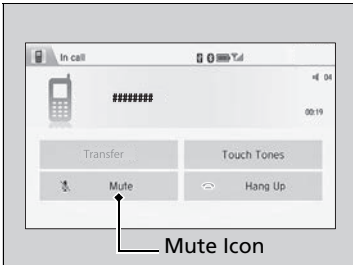 In call
04
########
00:19
Transfer
Touch Tones
Mute
Hang Up
Mute Icon